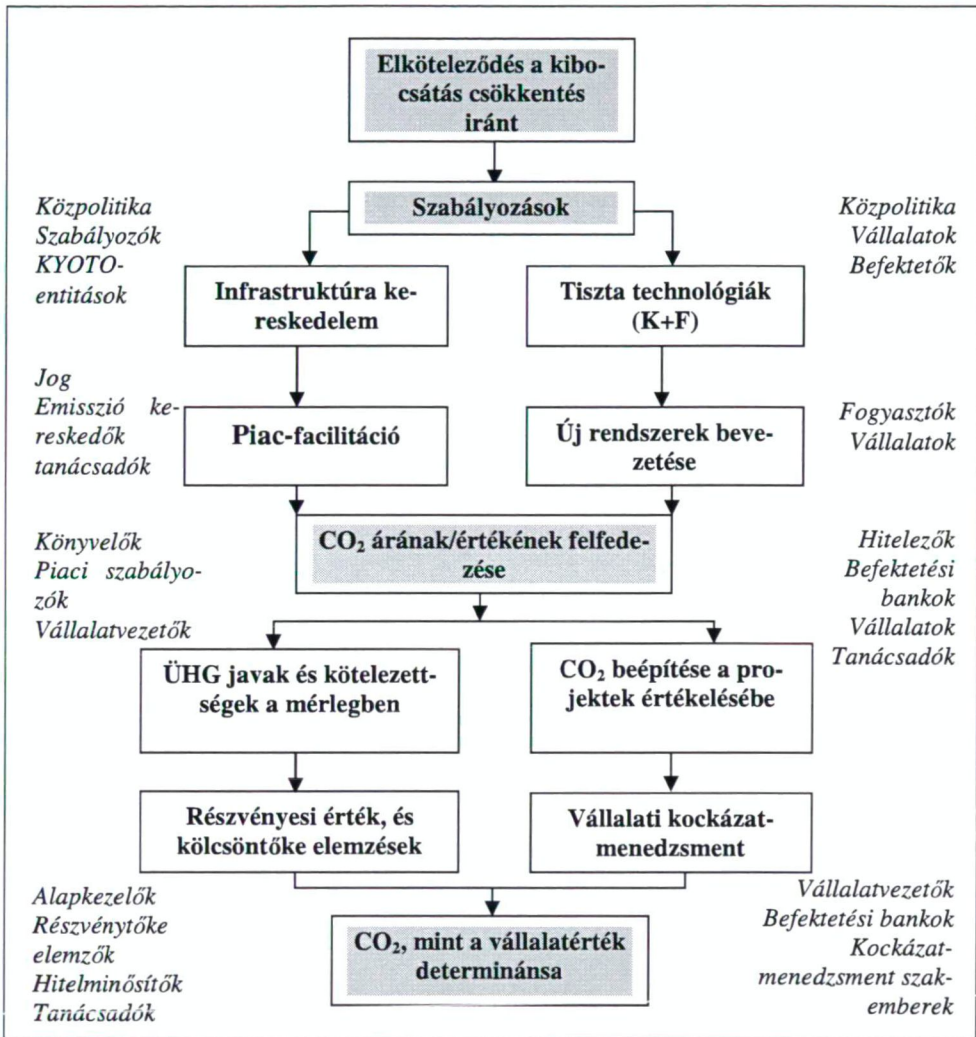 Elköteleződés a kibo-
csátás csökkentés
iránt
Szabályozások
Közpolitika
Szabályozók
KYOTO-
entitások
Közpolitika
Vállalatok
Befektetők
Infrastruktúra ke-
reskedelem
Tiszta technológiák
(K+F)
Jog
Emisszió ke-
reskedők
tanácsadók
Piac-facilitáció
Új rendszerek beve-
zetése
Fogyasztók
Vállalatok
Könyvelők
Piaci szabályo-
zók
Vállalatvezetők
CO₂ árának/értékének felfede-
zése
Hitelezők
Befektetési
bankok
Vállalatok
Tanácsadók
ÜHG javak és kötelezett-
ségek a mérlegben
CO₂ beépítése a pro-
jektek értékelésébe
Részvényesi érték, és
kölcsöntőke elemzések
Vállalati kockázat-
menedzsment
Alapkezelők
Részvénytőke
elemzők
Hitelminősítők
Tanácsadók
CO₂, mint a vállalatérték
determinánsa
Vállalatvezetők
Befektetési bankok
Kockázat-
menedzsment szak-
emberek